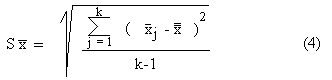 S x̄ = √( Σ_{j = 1}^{k} ( x̄_j - x̿ )² / k-1 ) (4)